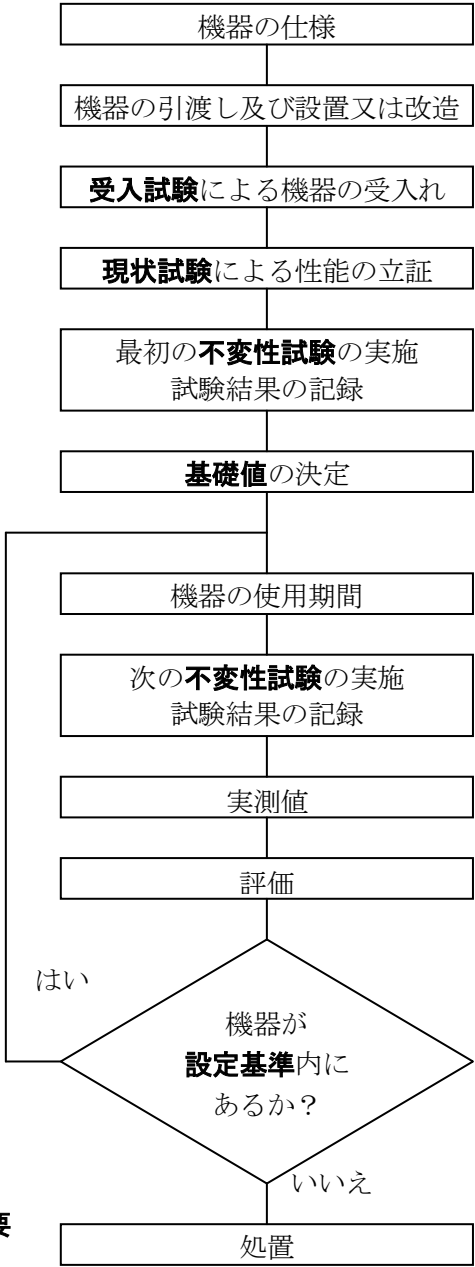 機器の仕様
機器の引渡し及び設置又は改造
受入試験による機器の受入れ
現状試験による性能の立証
最初の不変性試験の実施
試験結果の記録
基礎値の決定
機器の使用期間
次の不変性試験の実施
試験結果の記録
実測値
評価
はい
機器が
設定基準内に
あるか？
いいえ
要
処置